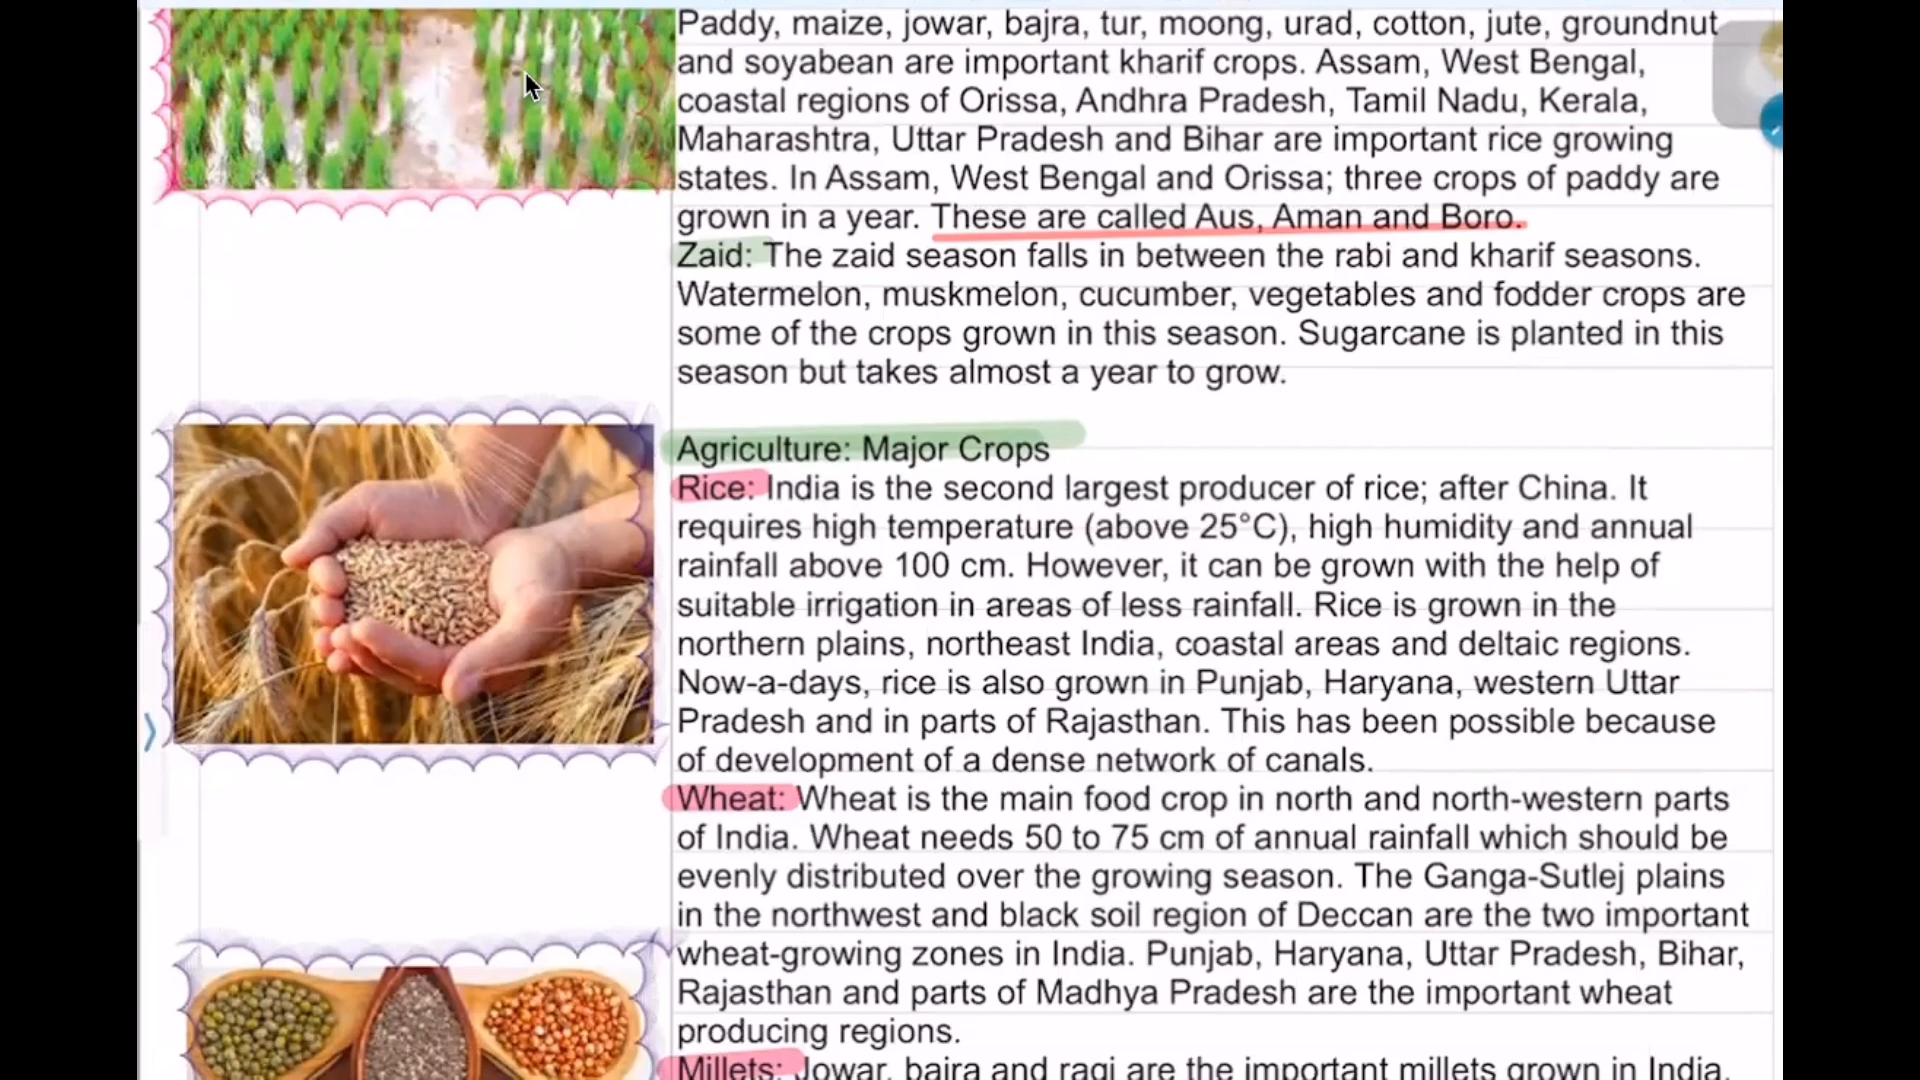 Paddy, maize, jowar, bajra, tur, moong, urad, cotton, jute, groundnut
and soyabean are important kharif crops. Assam, West Bengal,
coastal regions of Orissa, Andhra Pradesh, Tamil Nadu, Kerala,
Maharashtra, Uttar Pradesh and Bihar are important rice growing
states. In Assam, West Bengal and Orissa; three crops of paddy are
grown in a year. These are called Aus, Aman and Boro.
Zaid: The zaid season falls in between the rabi and kharif seasons.
Watermelon, muskmelon, cucumber, vegetables and fodder crops are
some of the crops grown in this season. Sugarcane is planted in this
season but takes almost a year to grow.
Agriculture: Major Crops
Rice: India is the second largest producer of rice; after China. It
requires high temperature (above 25°C), high humidity and annual
rainfall above 100 cm. However, it can be grown with the help of
suitable irrigation in areas of less rainfall. Rice is grown in the
northern plains, northeast India, coastal areas and deltaic regions.
Now-a-days, rice is also grown in Punjab, Haryana, western Uttar
Pradesh and in parts of Rajasthan. This has been possible because
of development of a dense network of canals.
Wheat: Wheat is the main food crop in north and north-western parts
of India. Wheat needs 50 to 75 cm of annual rainfall which should be
evenly distributed over the growing season. The Ganga-Sutlej plains
in the northwest and black soil region of Deccan are the two important
wheat-growing zones in India. Punjab, Haryana, Uttar Pradesh, Bihar,
Rajasthan and parts of Madhya Pradesh are the important wheat
producing regions.
Millets: Jowar, bajra and ragi are the important millets grown in India.